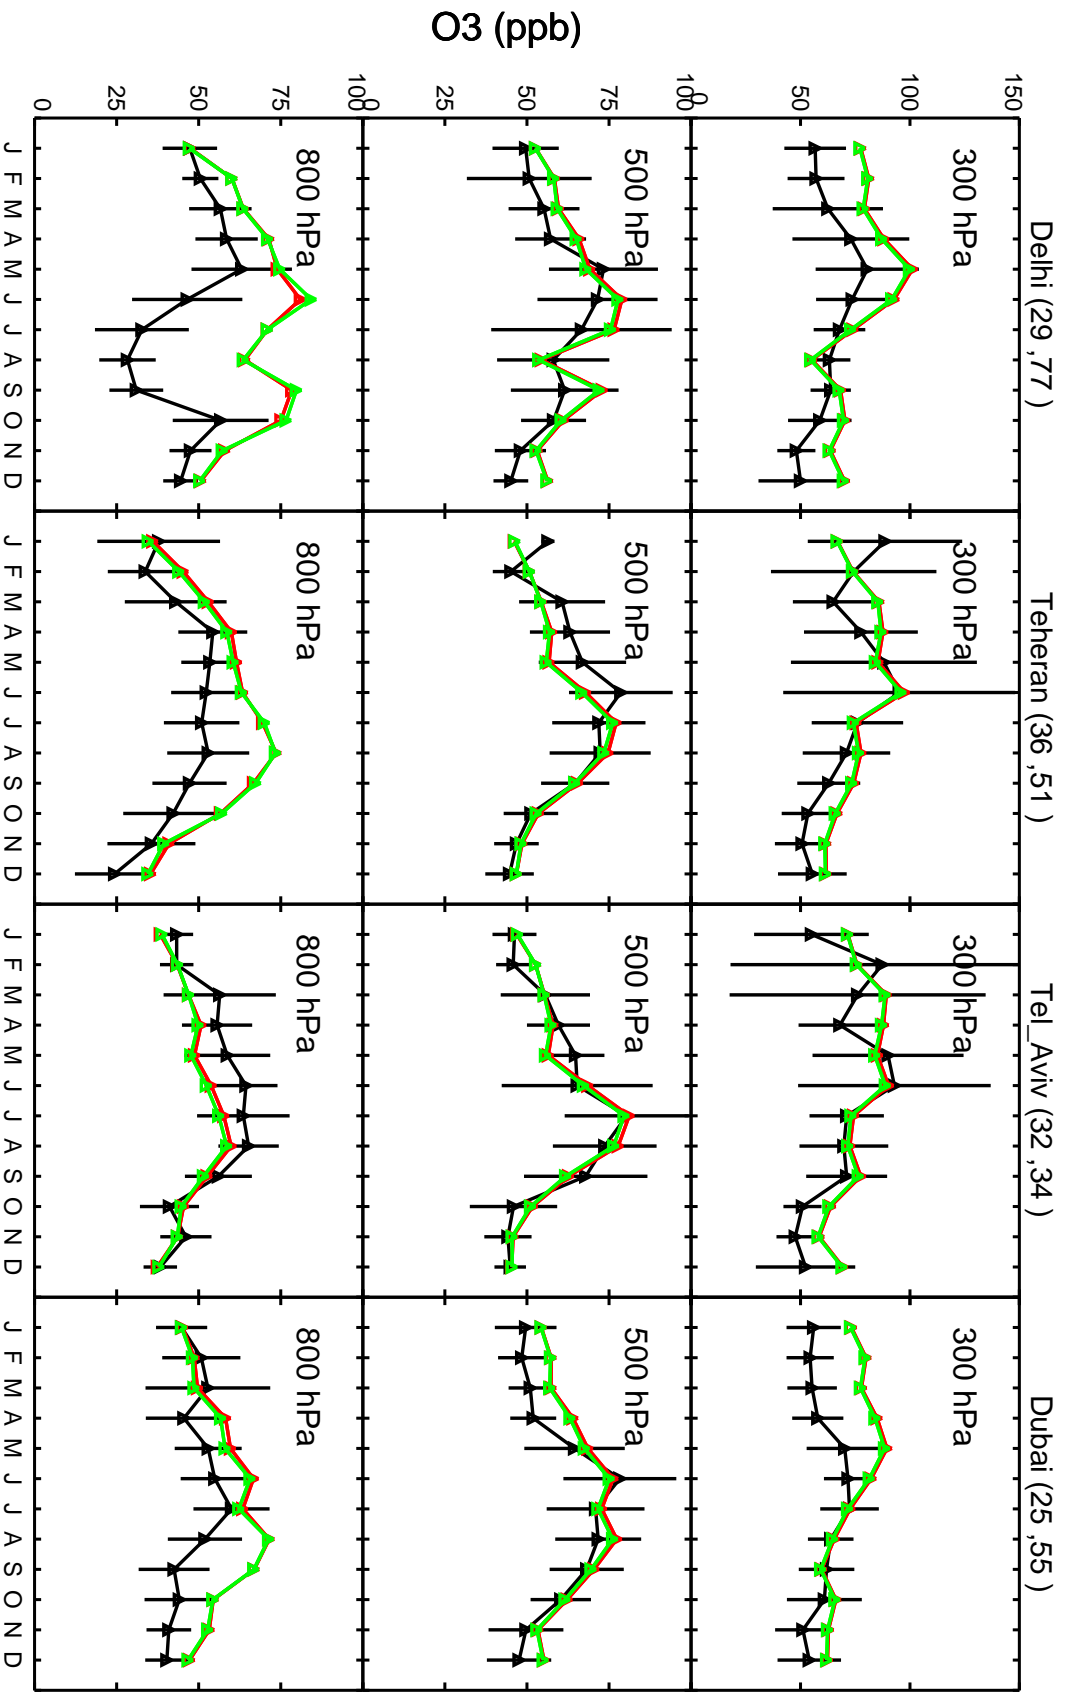 Delhi (29 ,77 )
Teheran (36 ,51 )
Tel_Aviv (32 ,34 )
Dubai (25 ,55 )
150
100
50
0
300 hPa
300 hPa
300 hPa
300 hPa
O3 (ppb)
100
75
50
25
0
500 hPa
500 hPa
500 hPa
500 hPa
100
75
50
25
0
800 hPa
800 hPa
800 hPa
800 hPa
J F M A M J J A S O N D
J F M A M J J A S O N D
J F M A M J J A S O N D
J F M A M J J A S O N D